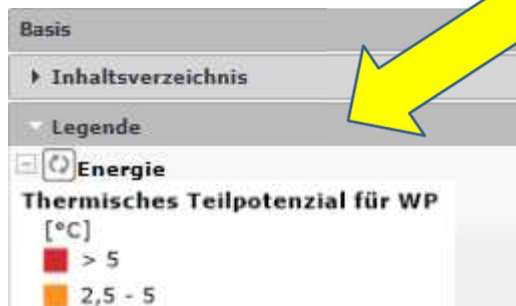 Basis
Inhaltsverzeichnis
Legende
Energie
Thermisches Teilpotenzial für WP
[°C]
> 5
2,5 - 5